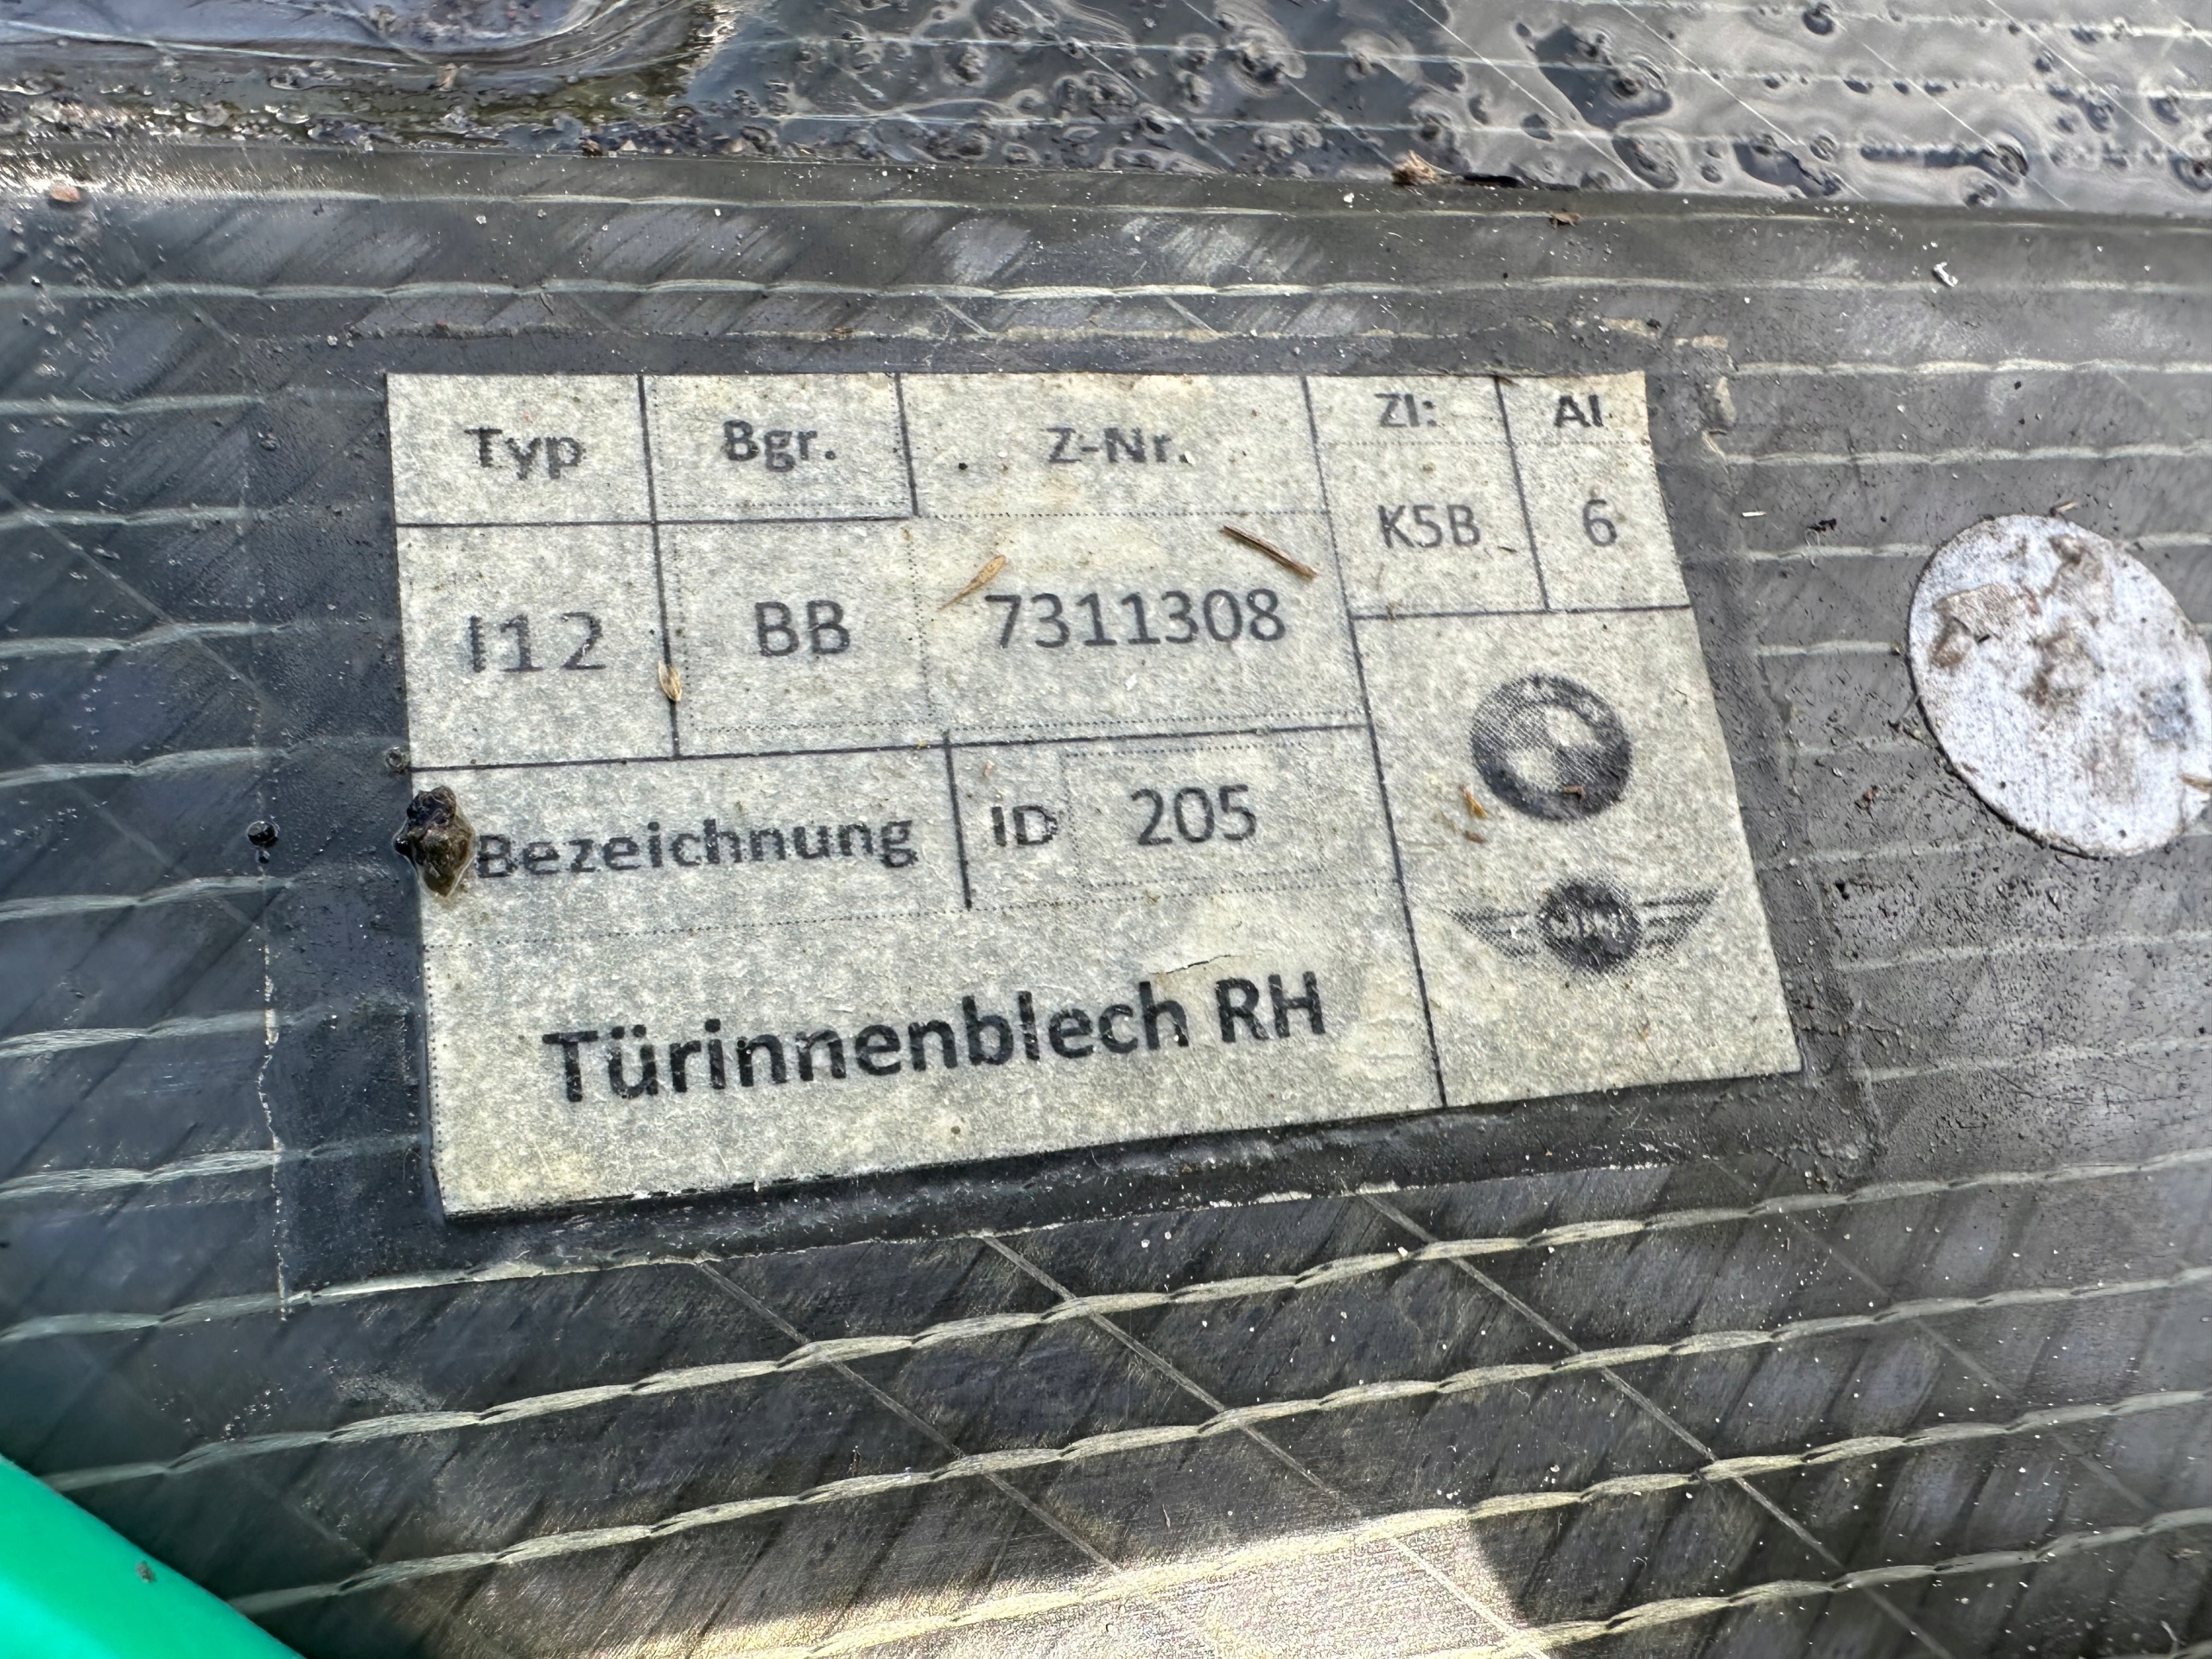 Typ Bgr. Z-Nr. ZI: AI
I12 BB 7311308 K5B 6
Bezeichnung ID 205
Türinnenblech RH